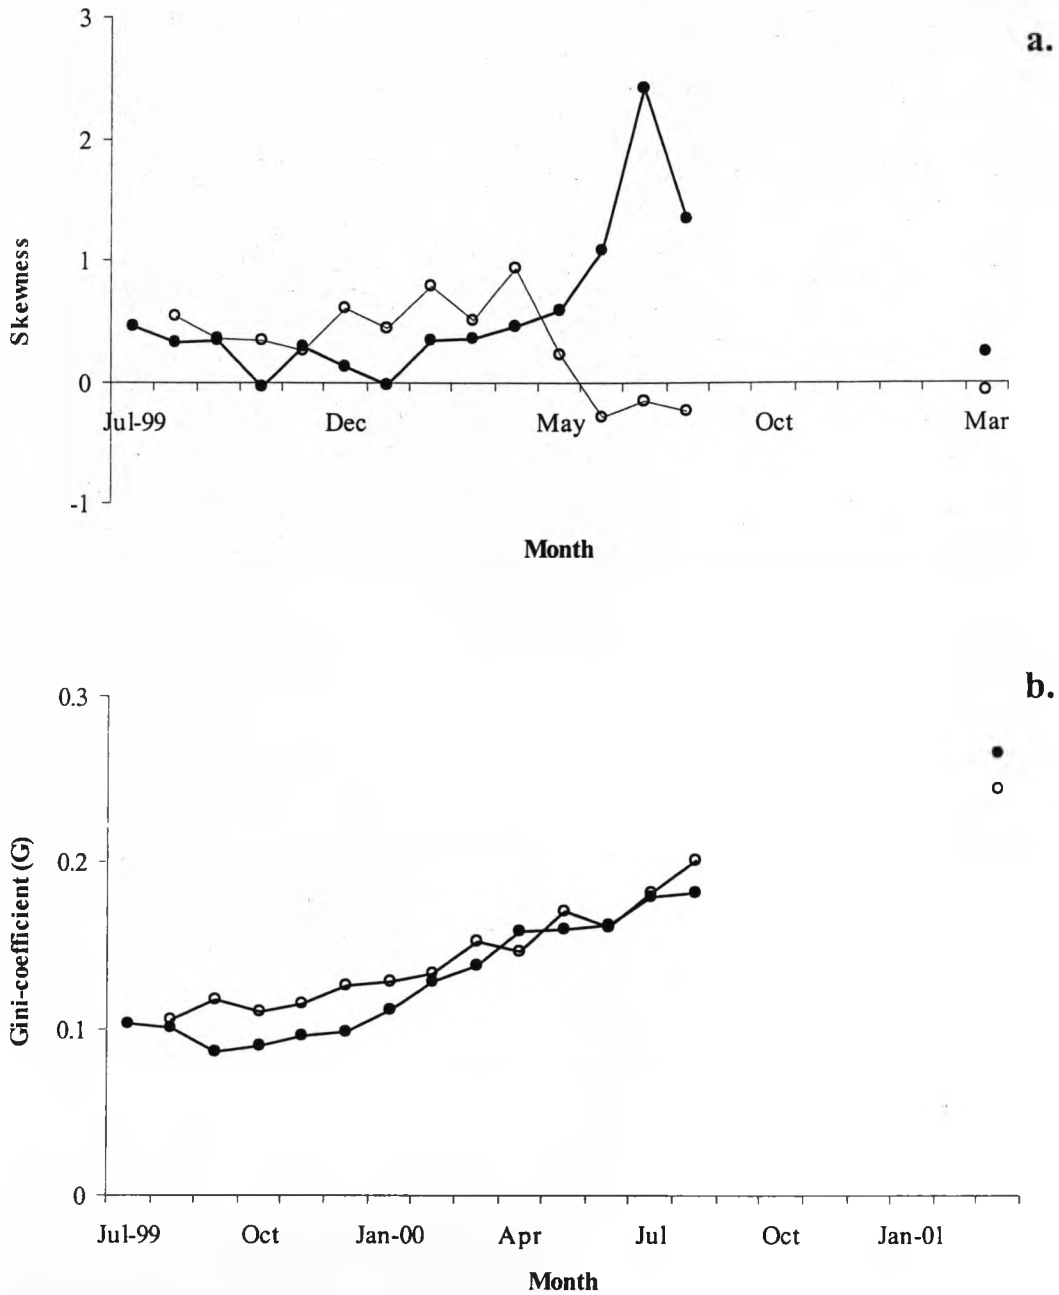 a.
3
2
1
0
-1
Skewness
Jul-99 Dec May Oct Mar
Month
b.
0.3
0.2
0.1
0
Gini-coefficient (G)
Jul-99 Oct Jan-00 Apr Jul Oct Jan-01
Month